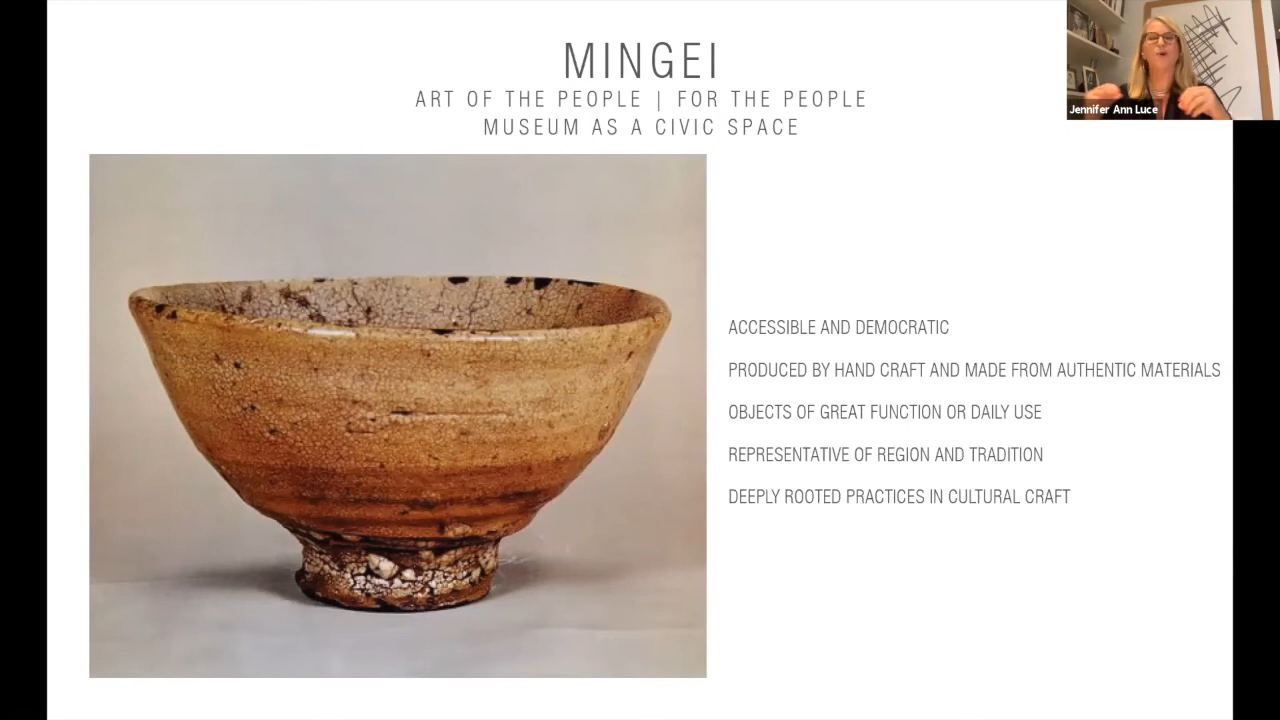 MINGEI
ART OF THE PEOPLE | FOR THE PEOPLE
MUSEUM AS A CIVIC SPACE
Jennifer Ann Luce
ACCESSIBLE AND DEMOCRATIC
PRODUCED BY HAND CRAFT AND MADE FROM AUTHENTIC MATERIALS
OBJECTS OF GREAT FUNCTION OR DAILY USE
REPRESENTATIVE OF REGION AND TRADITION
DEEPLY ROOTED PRACTICES IN CULTURAL CRAFT